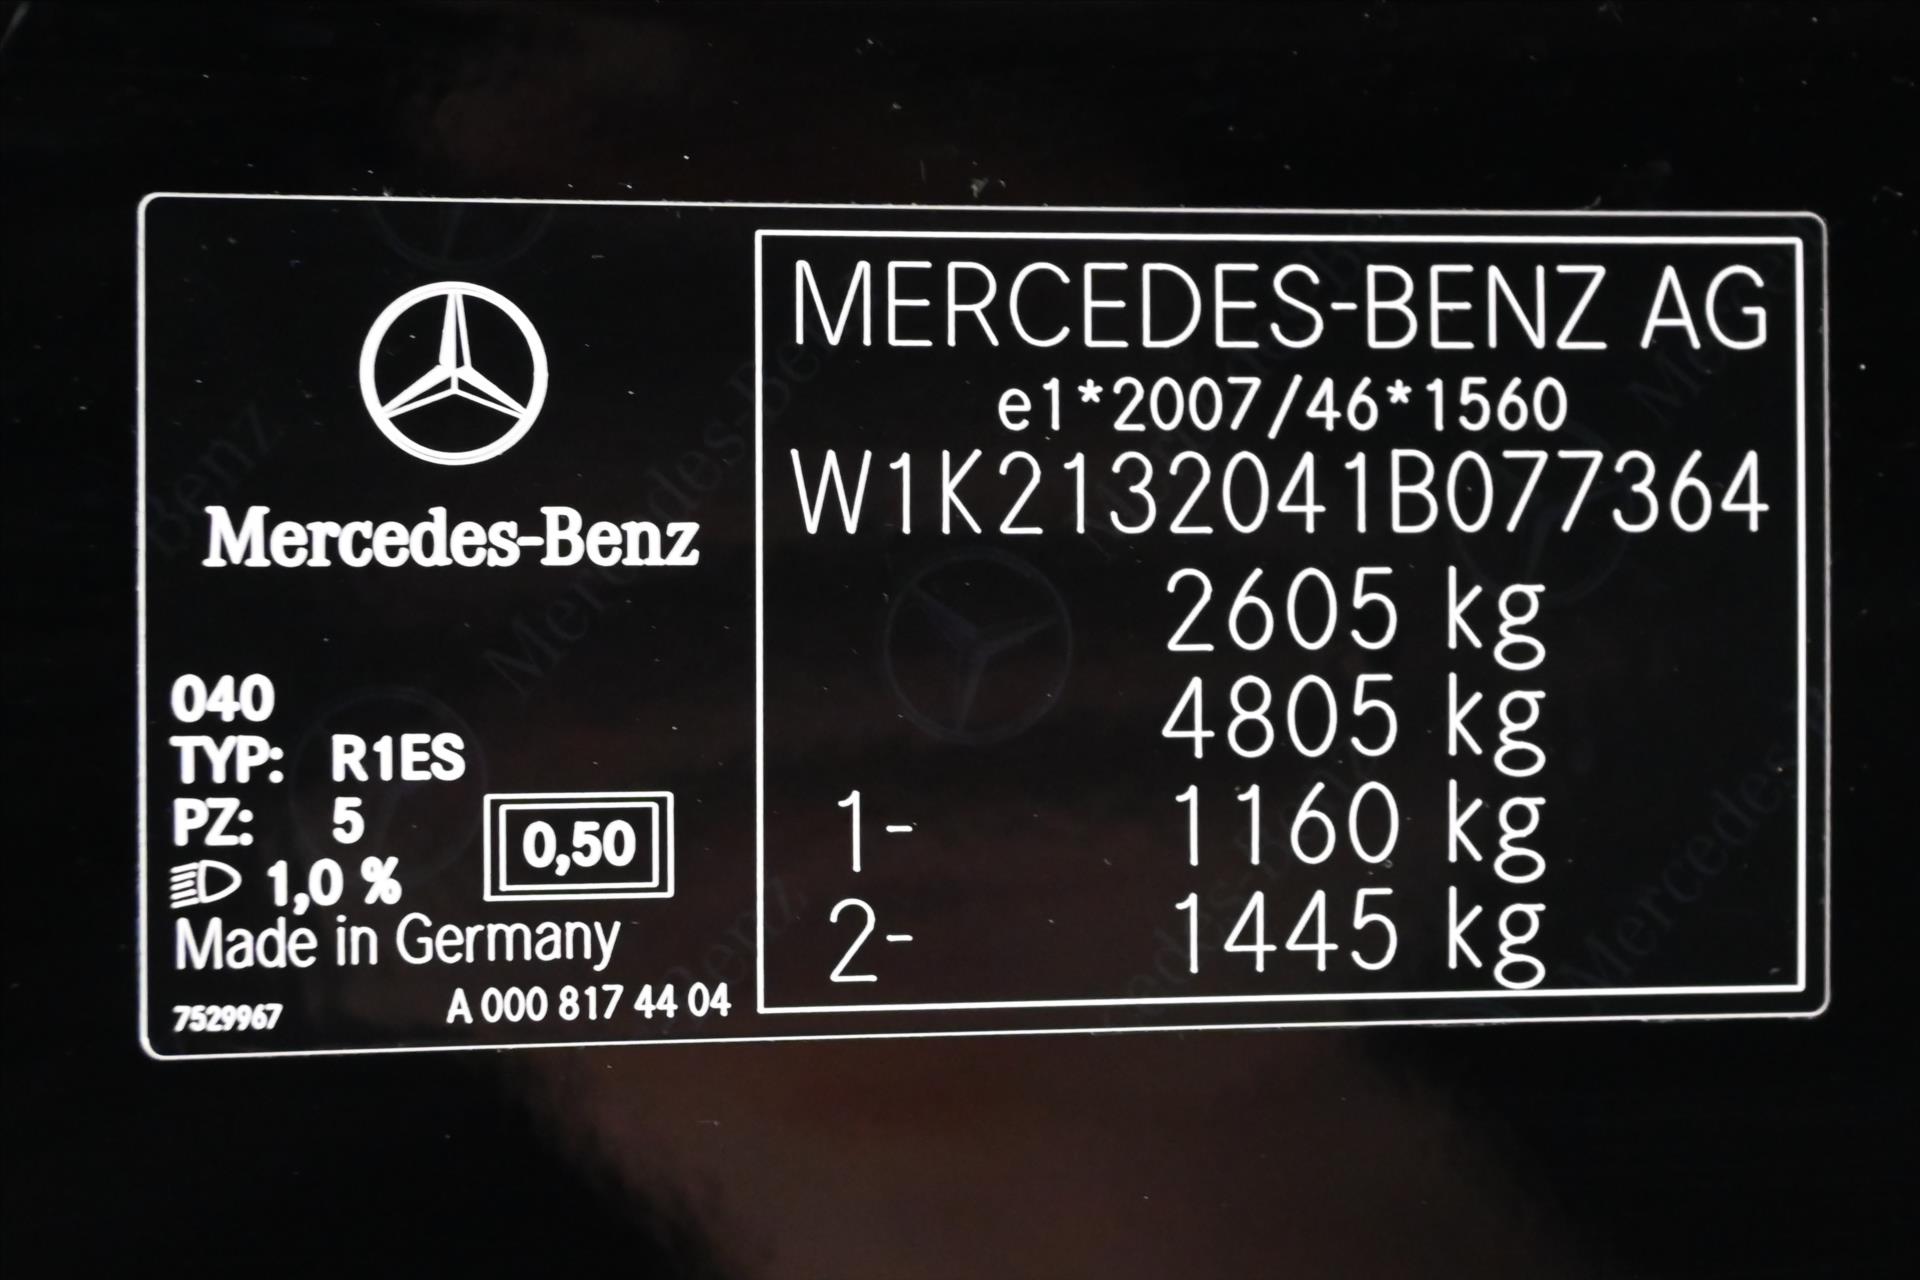 Mercedes-Benz
040
TYP: R1ES
PZ: 5
1,0 %
0,50
Made in Germany
7529967
A 000 817 44 04
MERCEDES-BENZ AG
e1*2007/46*1560
W1K2132041B077364
2605 kg
4805 kg
1- 1160 kg
2- 1445 kg